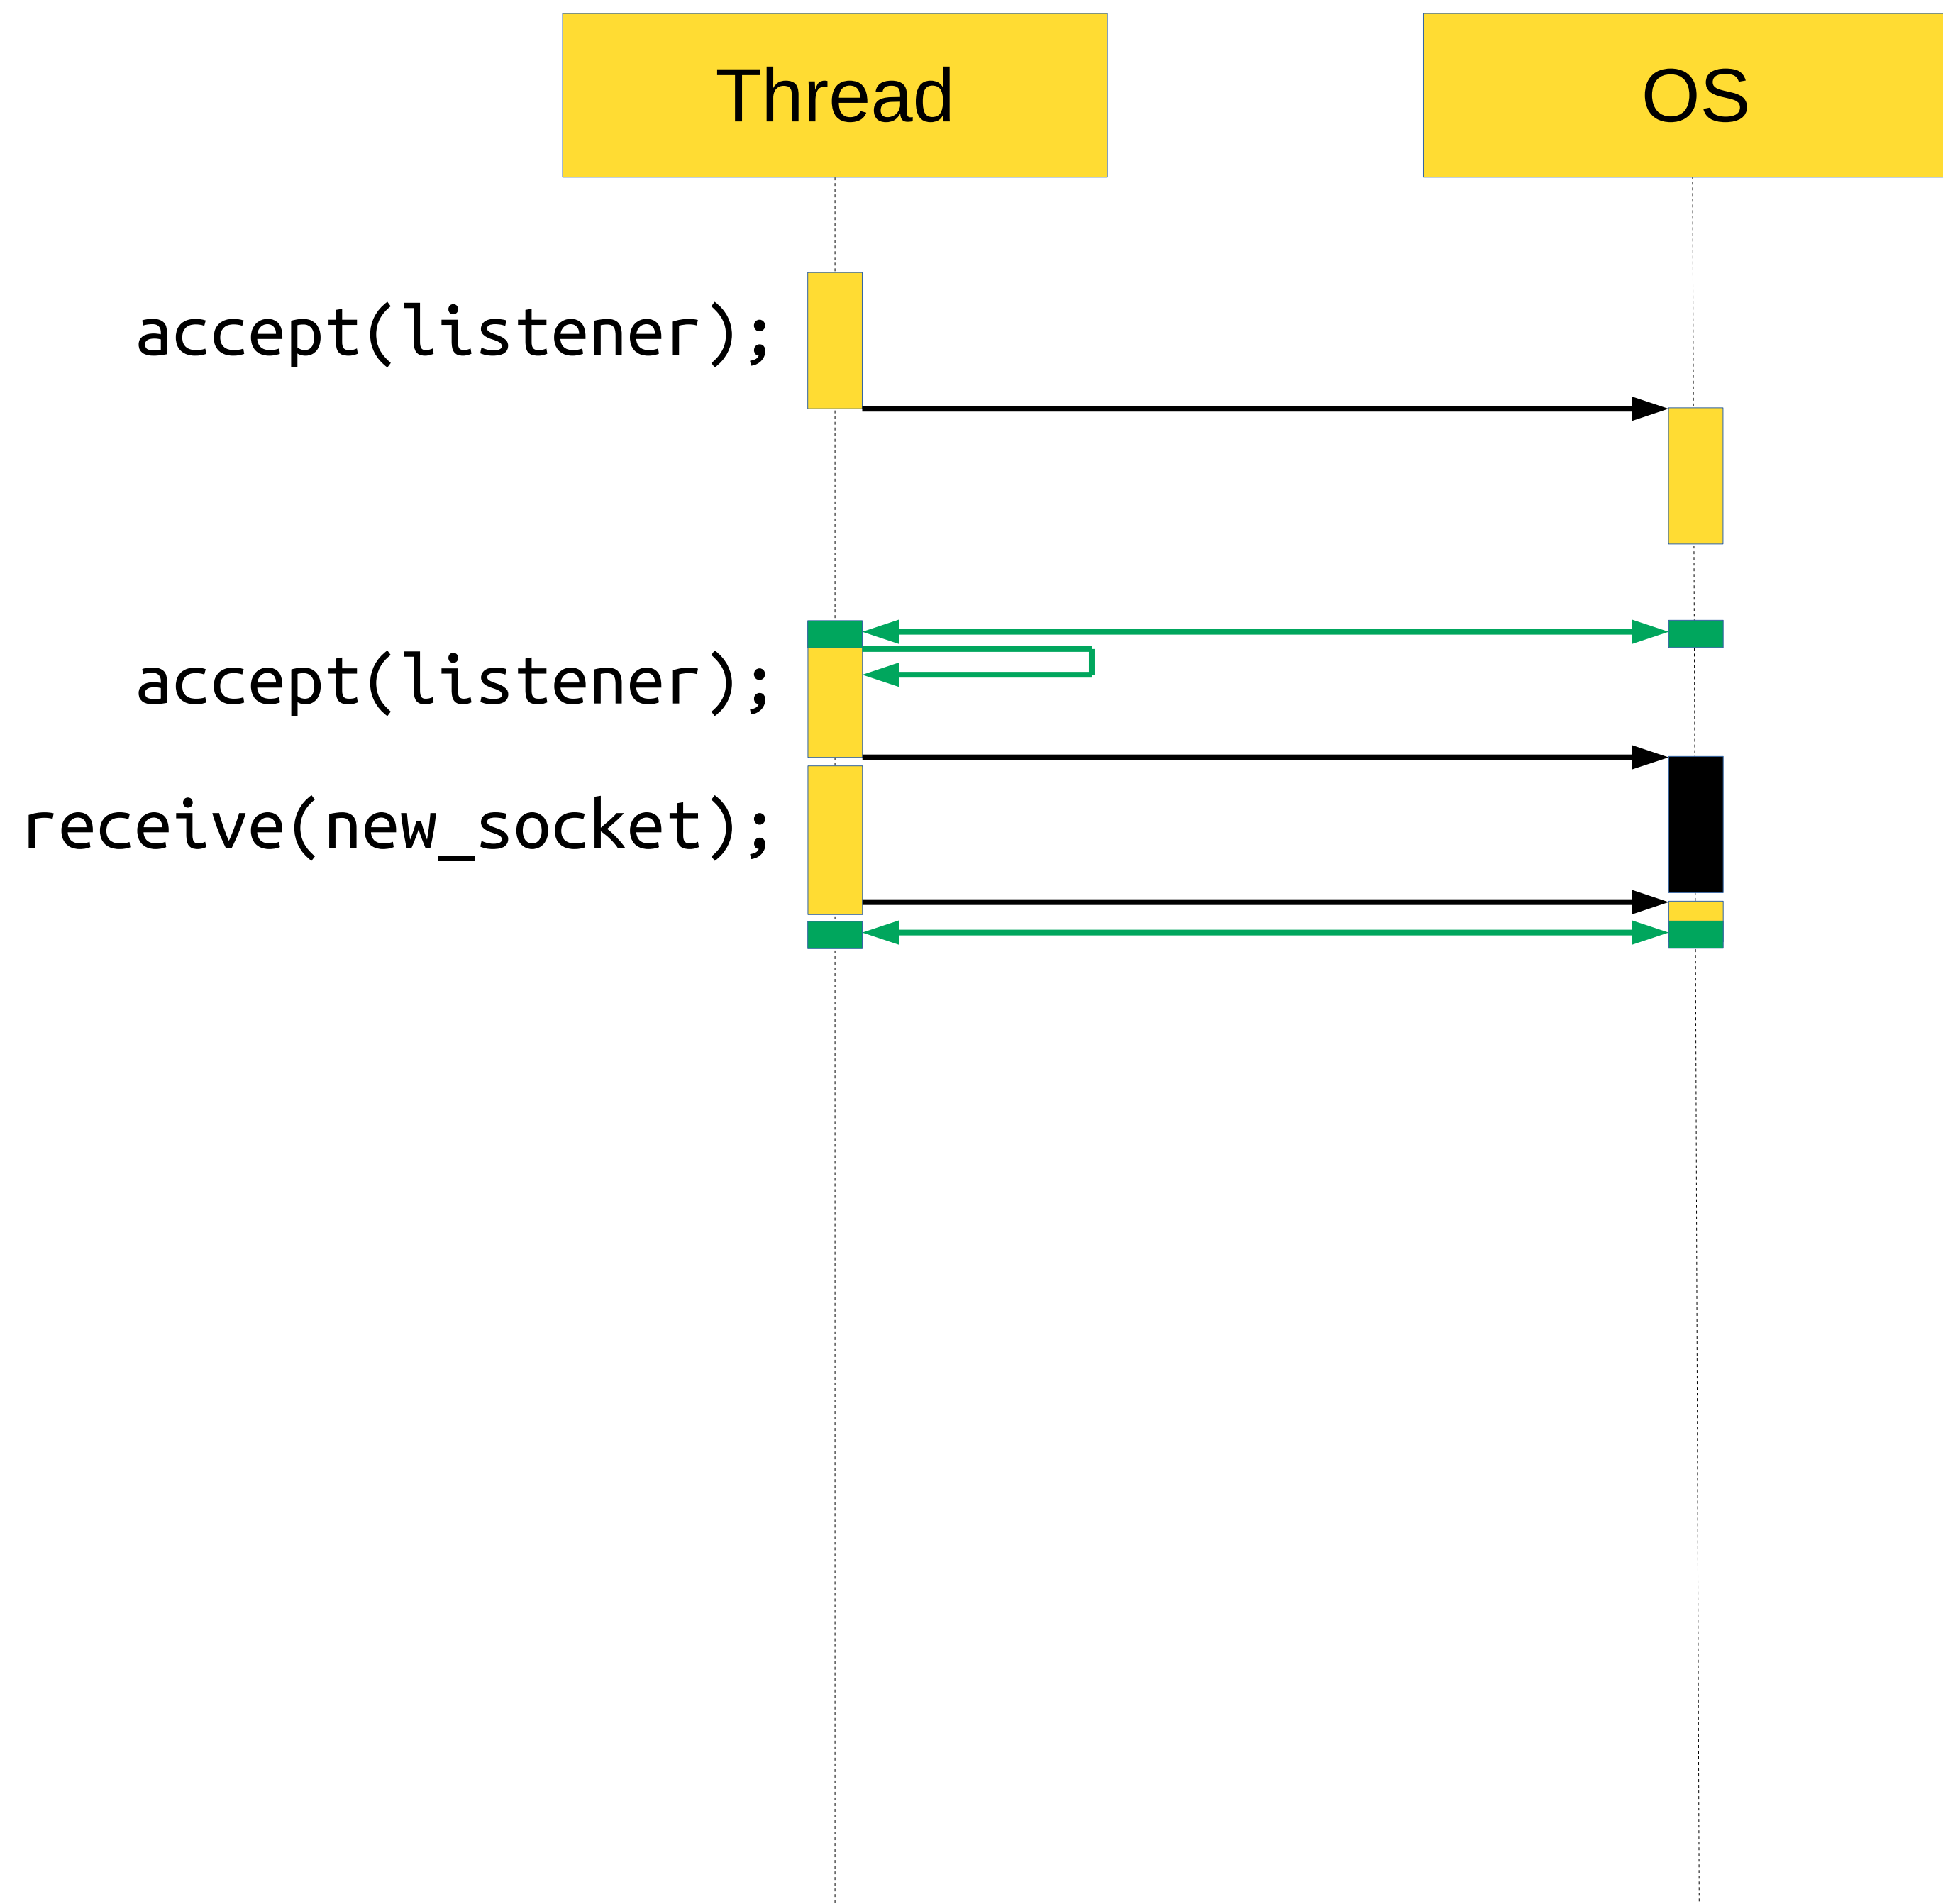 Thread
OS
accept(listener);
accept(listener);
receive(new_socket);